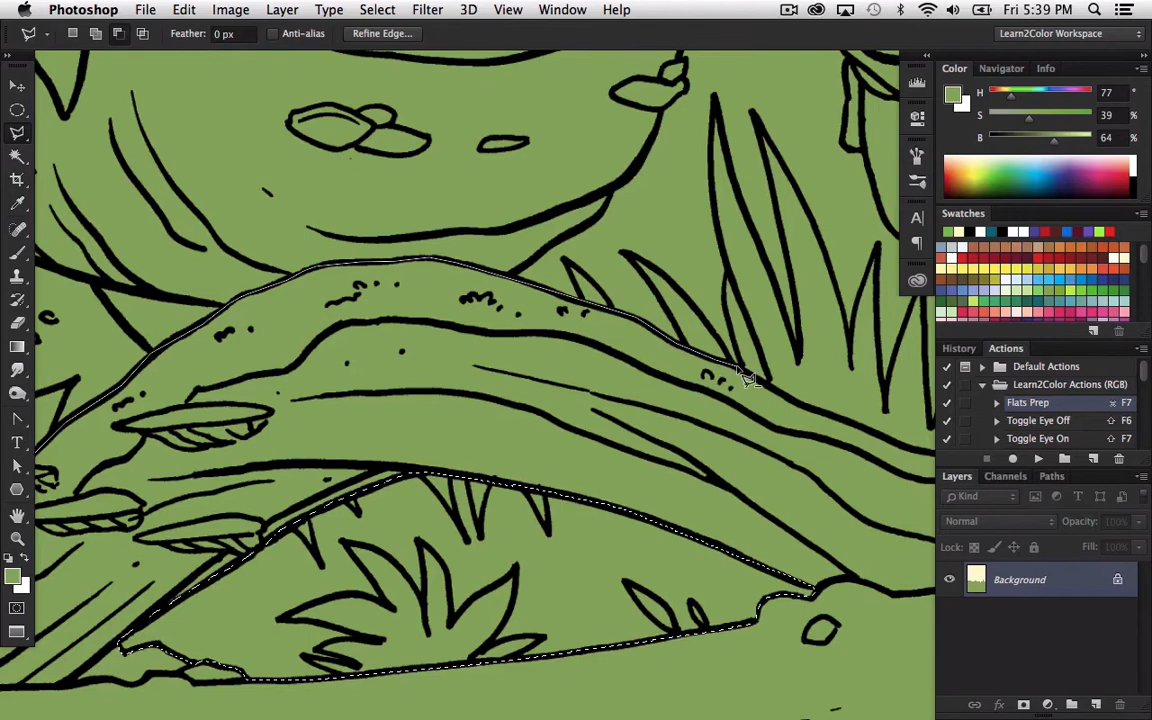 Photoshop File Edit Image Layer Type Select Filter 3D View Window Help Fri 5:39 PM
Feather: 0 px Anti-alias Refine Edge... Learn2Color Workspace
Color Navigator Info
H 77 °
S 39 %
B 64 %
Swatches
History Actions
Default Actions
Learn2Color Actions (RGB)
Flats Prep F7
Toggle Eye Off F6
Toggle Eye On F7
Layers Channels Paths
Kind
Normal Opacity: 100%
Lock: Fill: 100%
Background